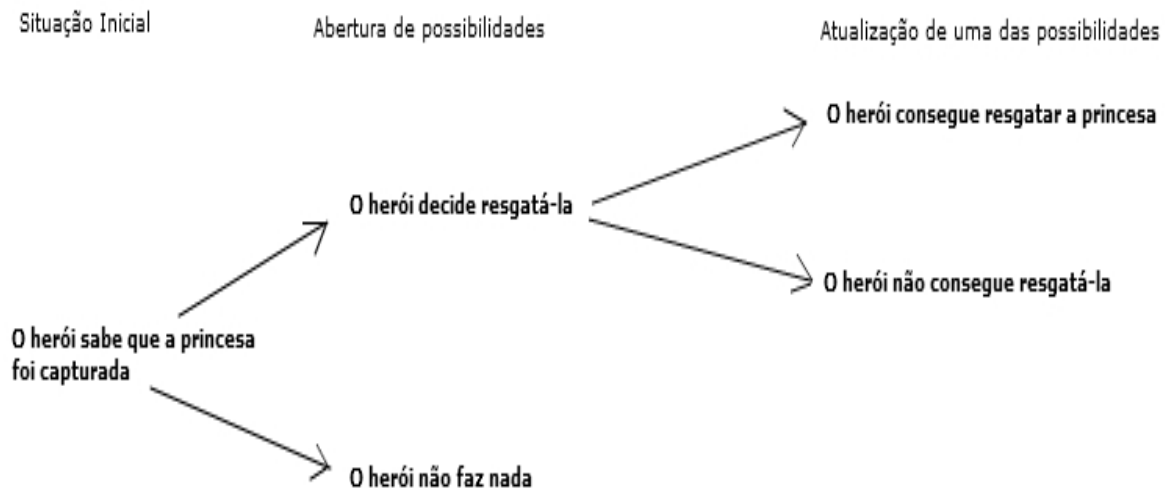 Situação Inicial
Abertura de possibilidades
Atualização de uma das possibilidades
O herói consegue resgatar a princesa
O herói decide resgatá-la
O herói não consegue resgatá-la
O herói sabe que a princesa
foi capturada
O herói não faz nada